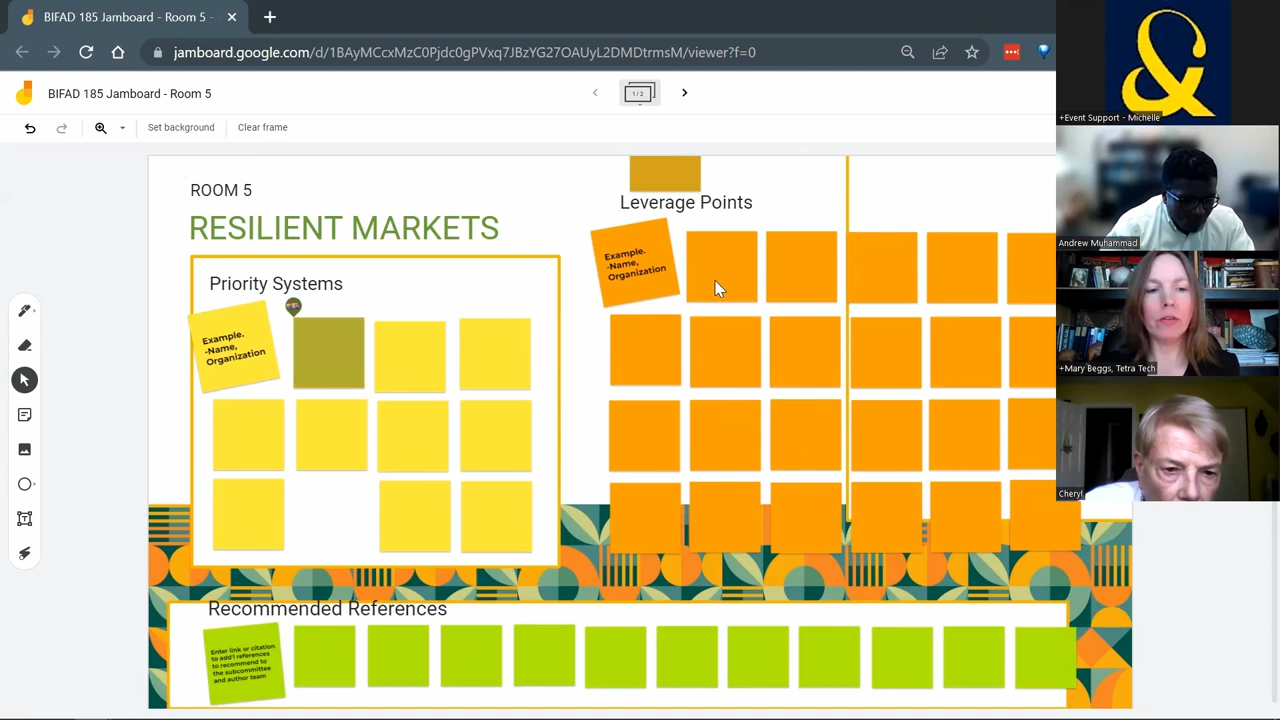 BIFAD 185 Jamboard - Room 5 -
jamboard.google.com/d/1BAyMCcxMzC0Pjdc0gPVxq7JBzYG27OAUyL2DMDtrmsM/viewer?f=0
BIFAD 185 Jamboard - Room 5
1 / 2
Set background
Clear frame
ROOM 5
RESILIENT MARKETS
Priority Systems
Example.
-Name,
Organization
Leverage Points
Example.
-Name,
Organization
Recommended References
Enter link or citation
to add'l references
to recommend to
the subcommittee
and author team
&
+Event Support - Michelle
Andrew Muhammad
+Mary Beggs, Tetra Tech
Cheryl